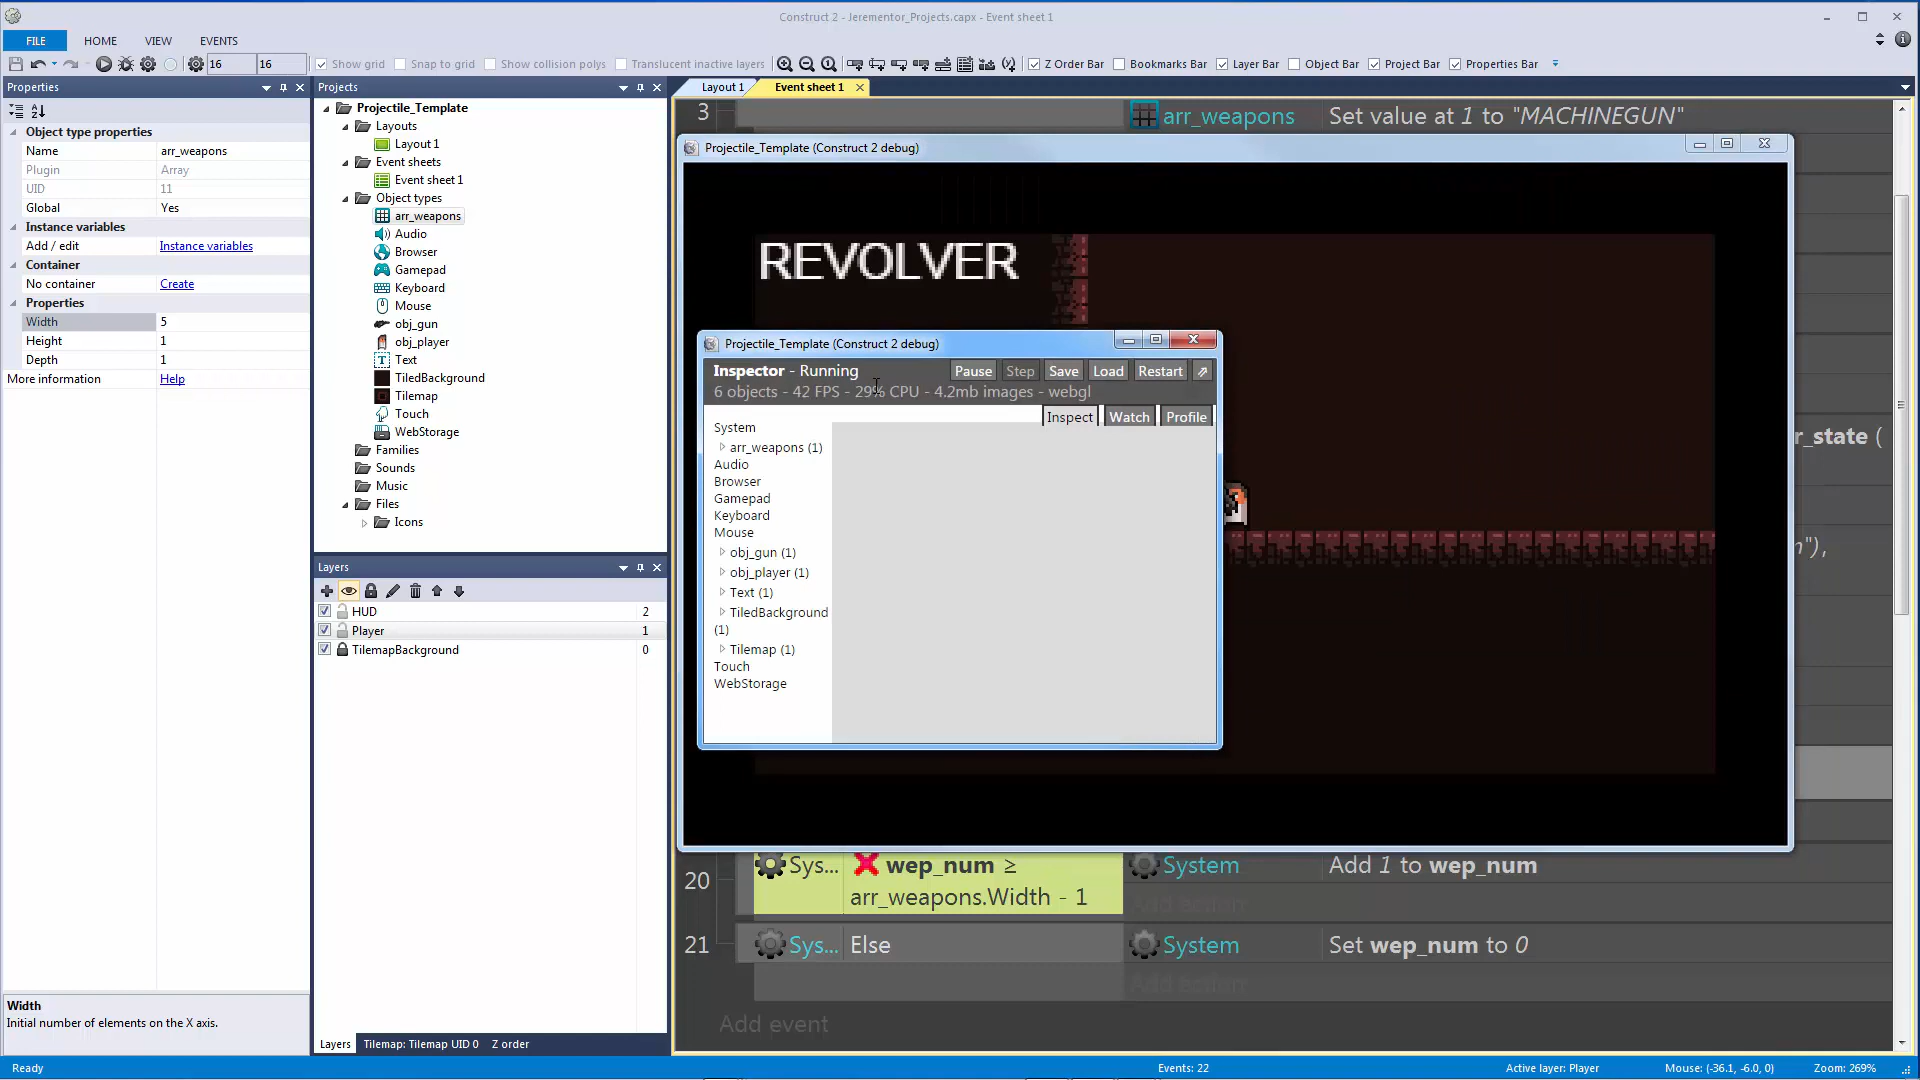 Construct 2 - Jerementor_Projects.capx - Event sheet 1
FILE HOME VIEW EVENTS
16 16 Show grid Snap to grid Show collision polys Translucent inactive layers Z Order Bar Bookmarks Bar Layer Bar Object Bar Project Bar Properties Bar
Properties
Object type properties
Name arr_weapons
Plugin Array
UID 11
Global Yes
Instance variables
Add / edit Instance variables
Container
No container Create
Properties
Width 5
Height 1
Depth 1
More information Help
Width
Initial number of elements on the X axis.
Projects
Projectile_Template
Layouts
Layout 1
Event sheets
Event sheet 1
Object types
arr_weapons
Audio
Browser
Gamepad
Keyboard
Mouse
obj_gun
obj_player
Text
TiledBackground
Tilemap
Touch
WebStorage
Families
Sounds
Music
Files
Icons
Layers
HUD 2
Player 1
TilemapBackground 0
Layers Tilemap: Tilemap UID 0 Z order
Layout 1 Event sheet 1
3 arr_weapons Set value at 1 to "MACHINEGUN"
Projectile_Template (Construct 2 debug)
REVOLVER
Projectile_Template (Construct 2 debug)
Inspector - Running Pause Step Save Load Restart
6 objects - 42 FPS - 29% CPU - 4.2mb images - webgl
Inspect Watch Profile
System
arr_weapons (1)
Audio
Browser
Gamepad
Keyboard
Mouse
obj_gun (1)
obj_player (1)
Text (1)
TiledBackground
(1)
Tilemap (1)
Touch
WebStorage
r_state (
n"),
20 Sys... wep_num ≥
arr_weapons.Width - 1
System Add 1 to wep_num
Add action
21 Sys... Else System Set wep_num to 0
Add action
Add event
Ready Events: 22 Active layer: Player Mouse: (-36.1, -6.0, 0) Zoom: 269%